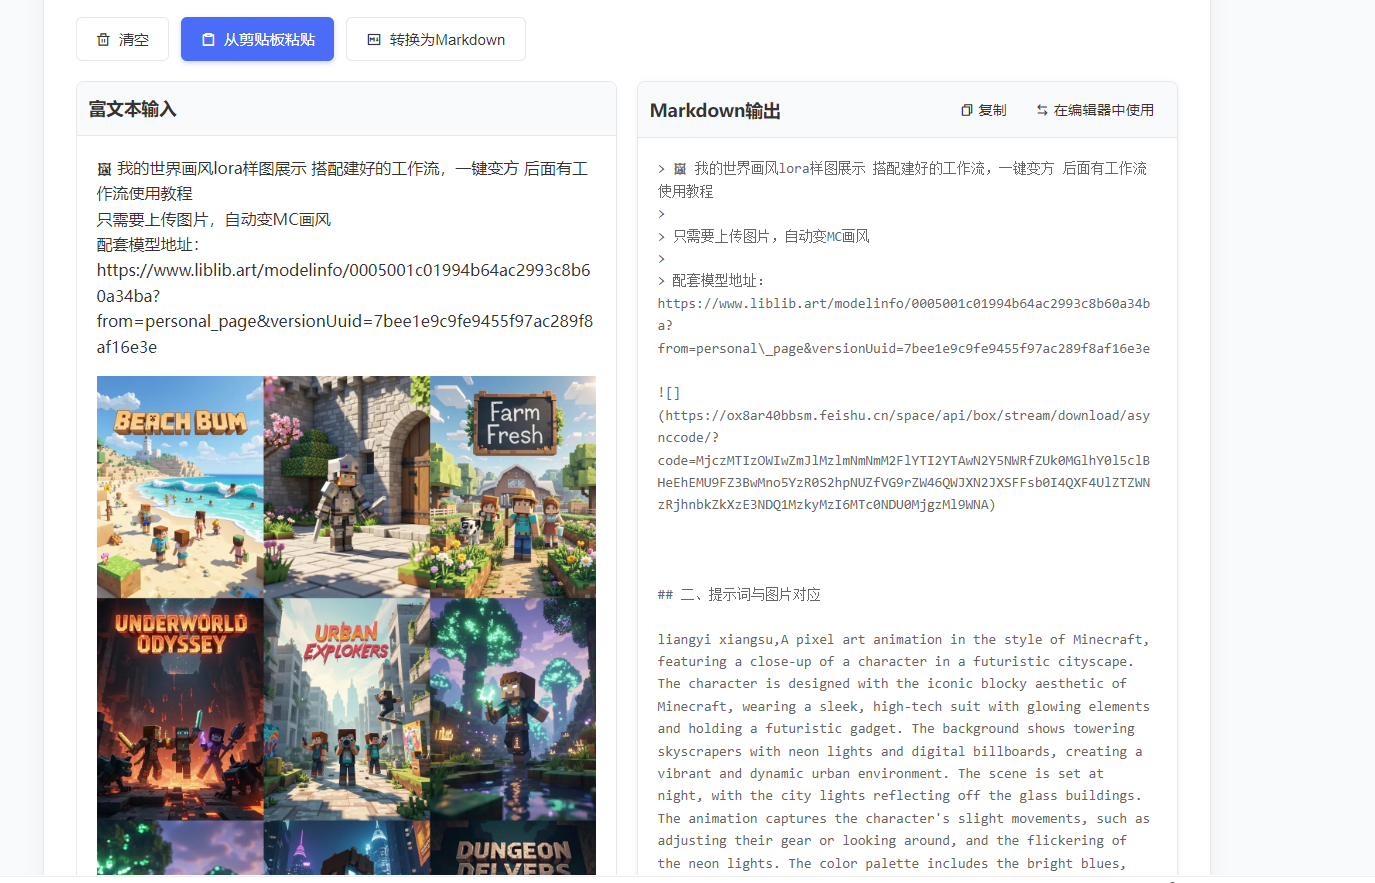 清空
从剪贴板粘贴
转换为Markdown
富文本输入
🖼 我的世界画风lora样图展示 搭配建好的工作流，一键变方 后面有工
作流使用教程
只需要上传图片，自动变MC画风
配套模型地址：
https://www.liblib.art/modelinfo/0005001c01994b64ac2993c8b6
0a34ba?
from=personal_page&versionUuid=7bee1e9c9fe9455f97ac289f8
af16e3e
BEACH BUM
Farm
Fresh
UNDERWORLD
ODYSSEY
URBAN
EXPLORERS
DUNGEON
DELVERS
Markdown输出
复制
在编辑器中使用
> 🖼 我的世界画风lora样图展示 搭配建好的工作流，一键变方 后面有工作流
使用教程
>
> 只需要上传图片，自动变MC画风
>
> 配套模型地址：
https://www.liblib.art/modelinfo/0005001c01994b64ac2993c8b60a34b
a?
from=personal\_page&versionUuid=7bee1e9c9fe9455f97ac289f8af16e3e
![]
(https://ox8ar40bbsm.feishu.cn/space/api/box/stream/download/asy
nccode/?
code=MjczMTIzOWIwZmJlMzlmNmNmM2FlYTI2YTAwN2Y5NWRfZUk0MGlhY0l5clB
HeEhEMU9FZ3BwMno5YzR0S2hpNUZfVG9rZW46QWJXN2JXSFFsb0I4QXF4UlZTZWN
zRjhnbkZkXzE3NDQ1MzkyMzI6MTc0NDU0MjgzMl9WNA)
## 二、提示词与图片对应
liangyi xiangsu,A pixel art animation in the style of Minecraft,
featuring a close-up of a character in a futuristic cityscape.
The character is designed with the iconic blocky aesthetic of
Minecraft, wearing a sleek, high-tech suit with glowing elements
and holding a futuristic gadget. The background shows towering
skyscrapers with neon lights and digital billboards, creating a
vibrant and dynamic urban environment. The scene is set at
night, with the city lights reflecting off the glass buildings.
The animation captures the character's slight movements, such as
adjusting their gear or looking around, and the flickering of
the neon lights. The color palette includes the bright blues,